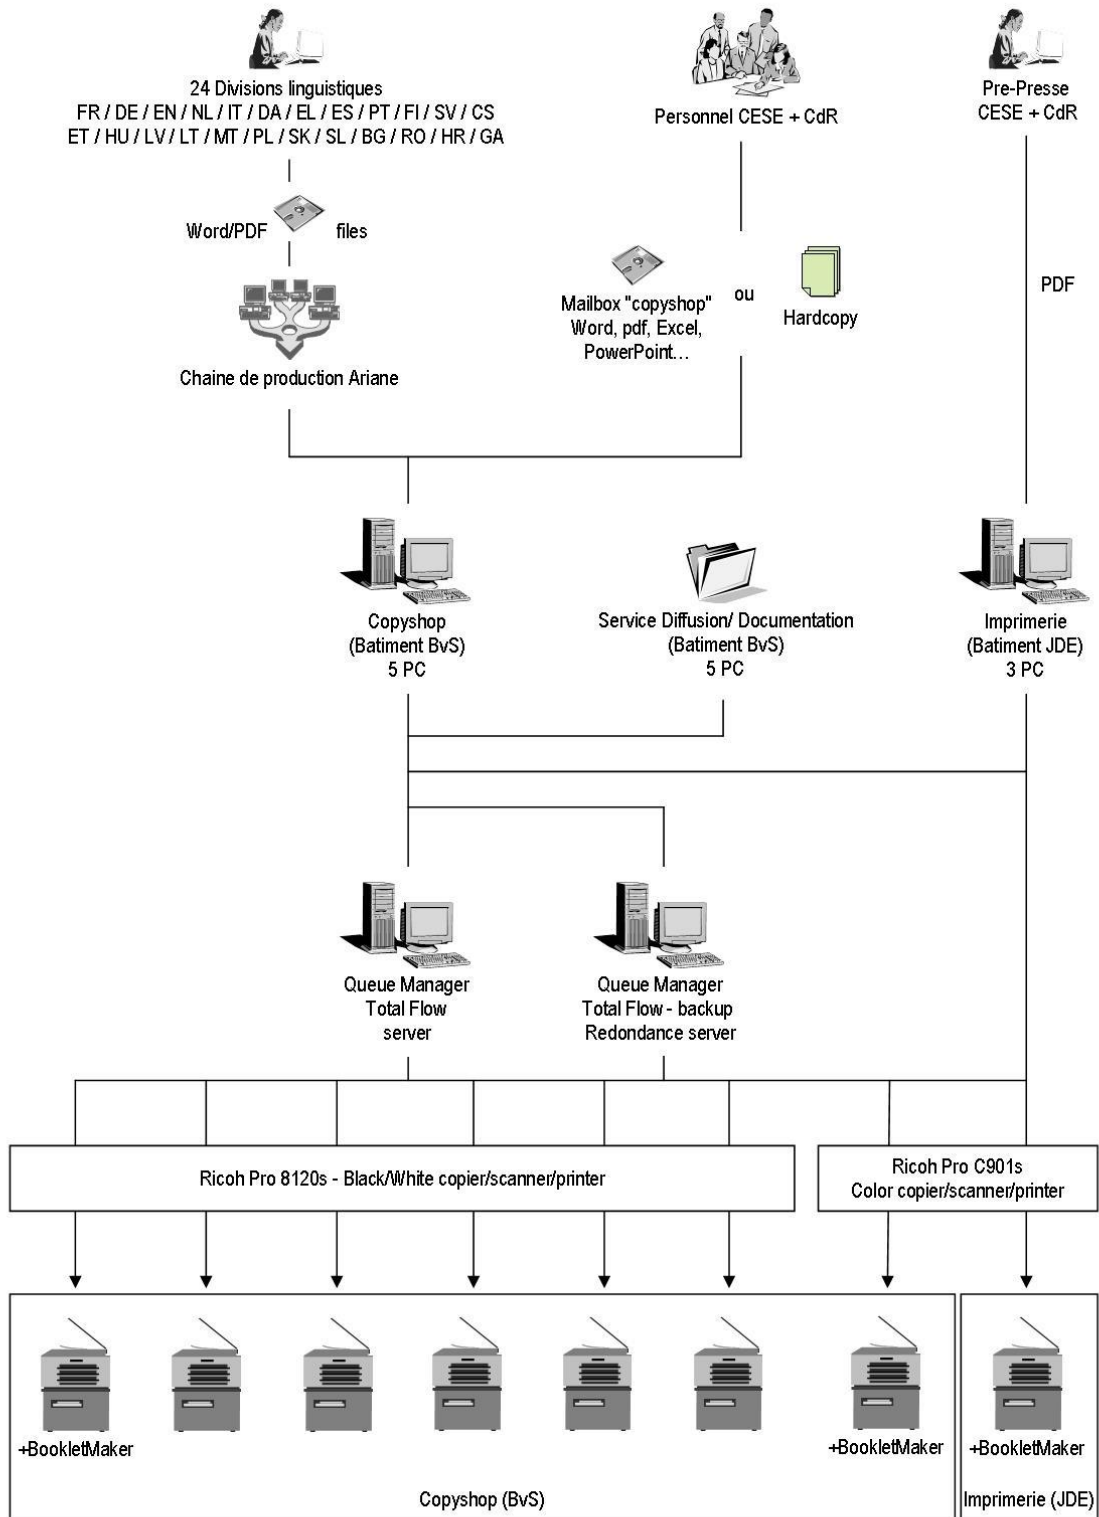 24 Divisions linguistiques
FR / DE / EN / NL / IT / DA / EL / ES / PT / FI / SV / CS
ET / HU / LV / LT / MT / PL / SK / SL / BG / RO / HR / GA
Personnel CESE + CdR
Pre-Presse
CESE + CdR
Word/PDF files
Chaine de production Ariane
Mailbox "copyshop"
Word, pdf, Excel,
PowerPoint…
ou
Hardcopy
PDF
Copyshop
(Batiment BvS)
5 PC
Service Diffusion/ Documentation
(Batiment BvS)
5 PC
Imprimerie
(Batiment JDE)
3 PC
Queue Manager
Total Flow
server
Queue Manager
Total Flow - backup
Redondance server
Ricoh Pro 8120s - Black/White copier/scanner/printer
Ricoh Pro C901s
Color copier/scanner/printer
+BookletMaker
+BookletMaker
+BookletMaker
Copyshop (BvS)
Imprimerie (JDE)